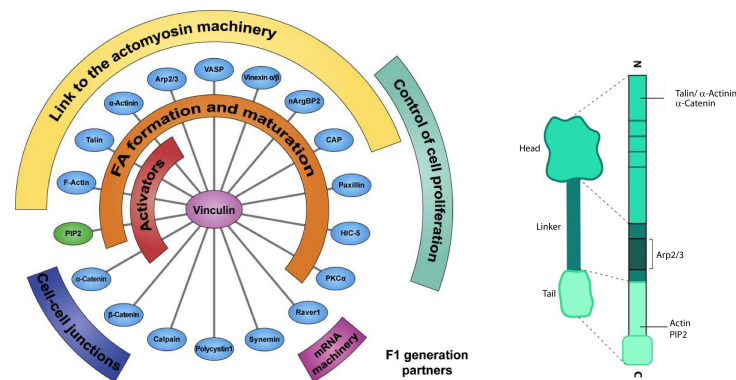 Link to the actomyosin machinery
Control of cell proliferation
FA formation and maturation
Activators
Cell-cell junctions
mRNA
machinery
Vinculin
VASP
Vinexin α/β
nArgBP2
CAP
Paxillin
HIC-5
PKCα
Raver1
Synemin
Polycystin1
Calpain
β-Catenin
α-Catenin
PIP2
F-Actin
Talin
α-Actinin
Arp2/3
F1 generation
partners
N
Talin/ α-Actinin
α-Catenin
Head
Linker
Arp2/3
Tail
Actin
PIP2